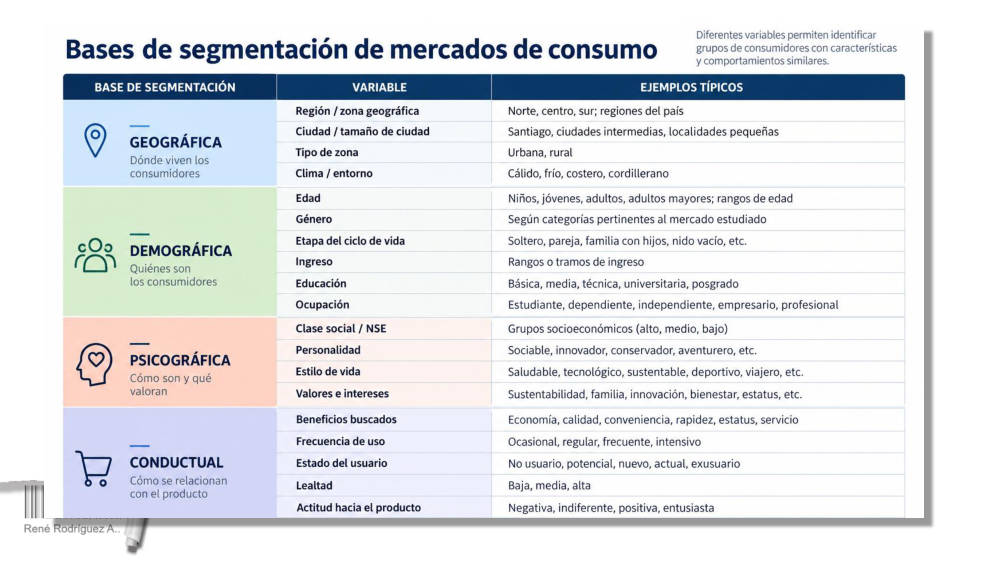 Bases de segmentación de mercados de consumo
Diferentes variables permiten identificar
grupos de consumidores con características
y comportamientos similares.
BASE DE SEGMENTACIÓN VARIABLE EJEMPLOS TÍPICOS
GEOGRÁFICA
Dónde viven los
consumidores
Región / zona geográfica Norte, centro, sur; regiones del país
Ciudad / tamaño de ciudad Santiago, ciudades intermedias, localidades pequeñas
Tipo de zona Urbana, rural
Clima / entorno Cálido, frío, costero, cordillerano
DEMOGRÁFICA
Quiénes son
los consumidores
Edad Niños, jóvenes, adultos, adultos mayores; rangos de edad
Género Según categorías pertinentes al mercado estudiado
Etapa del ciclo de vida Soltero, pareja, familia con hijos, nido vacío, etc.
Ingreso Rangos o tramos de ingreso
Educación Básica, media, técnica, universitaria, posgrado
Ocupación Estudiante, dependiente, independiente, empresario, profesional
PSICOGRÁFICA
Cómo son y qué
valoran
Clase social / NSE Grupos socioeconómicos (alto, medio, bajo)
Personalidad Sociable, innovador, conservador, aventurero, etc.
Estilo de vida Saludable, tecnológico, sustentable, deportivo, viajero, etc.
Valores e intereses Sustentabilidad, familia, innovación, bienestar, estatus, etc.
CONDUCTUAL
Cómo se relacionan
con el producto
Beneficios buscados Economía, calidad, conveniencia, rapidez, estatus, servicio
Frecuencia de uso Ocasional, regular, frecuente, intensivo
Estado del usuario No usuario, potencial, nuevo, actual, exusuario
Lealtad Baja, media, alta
Actitud hacia el producto Negativa, indiferente, positiva, entusiasta
René Rodríguez A..